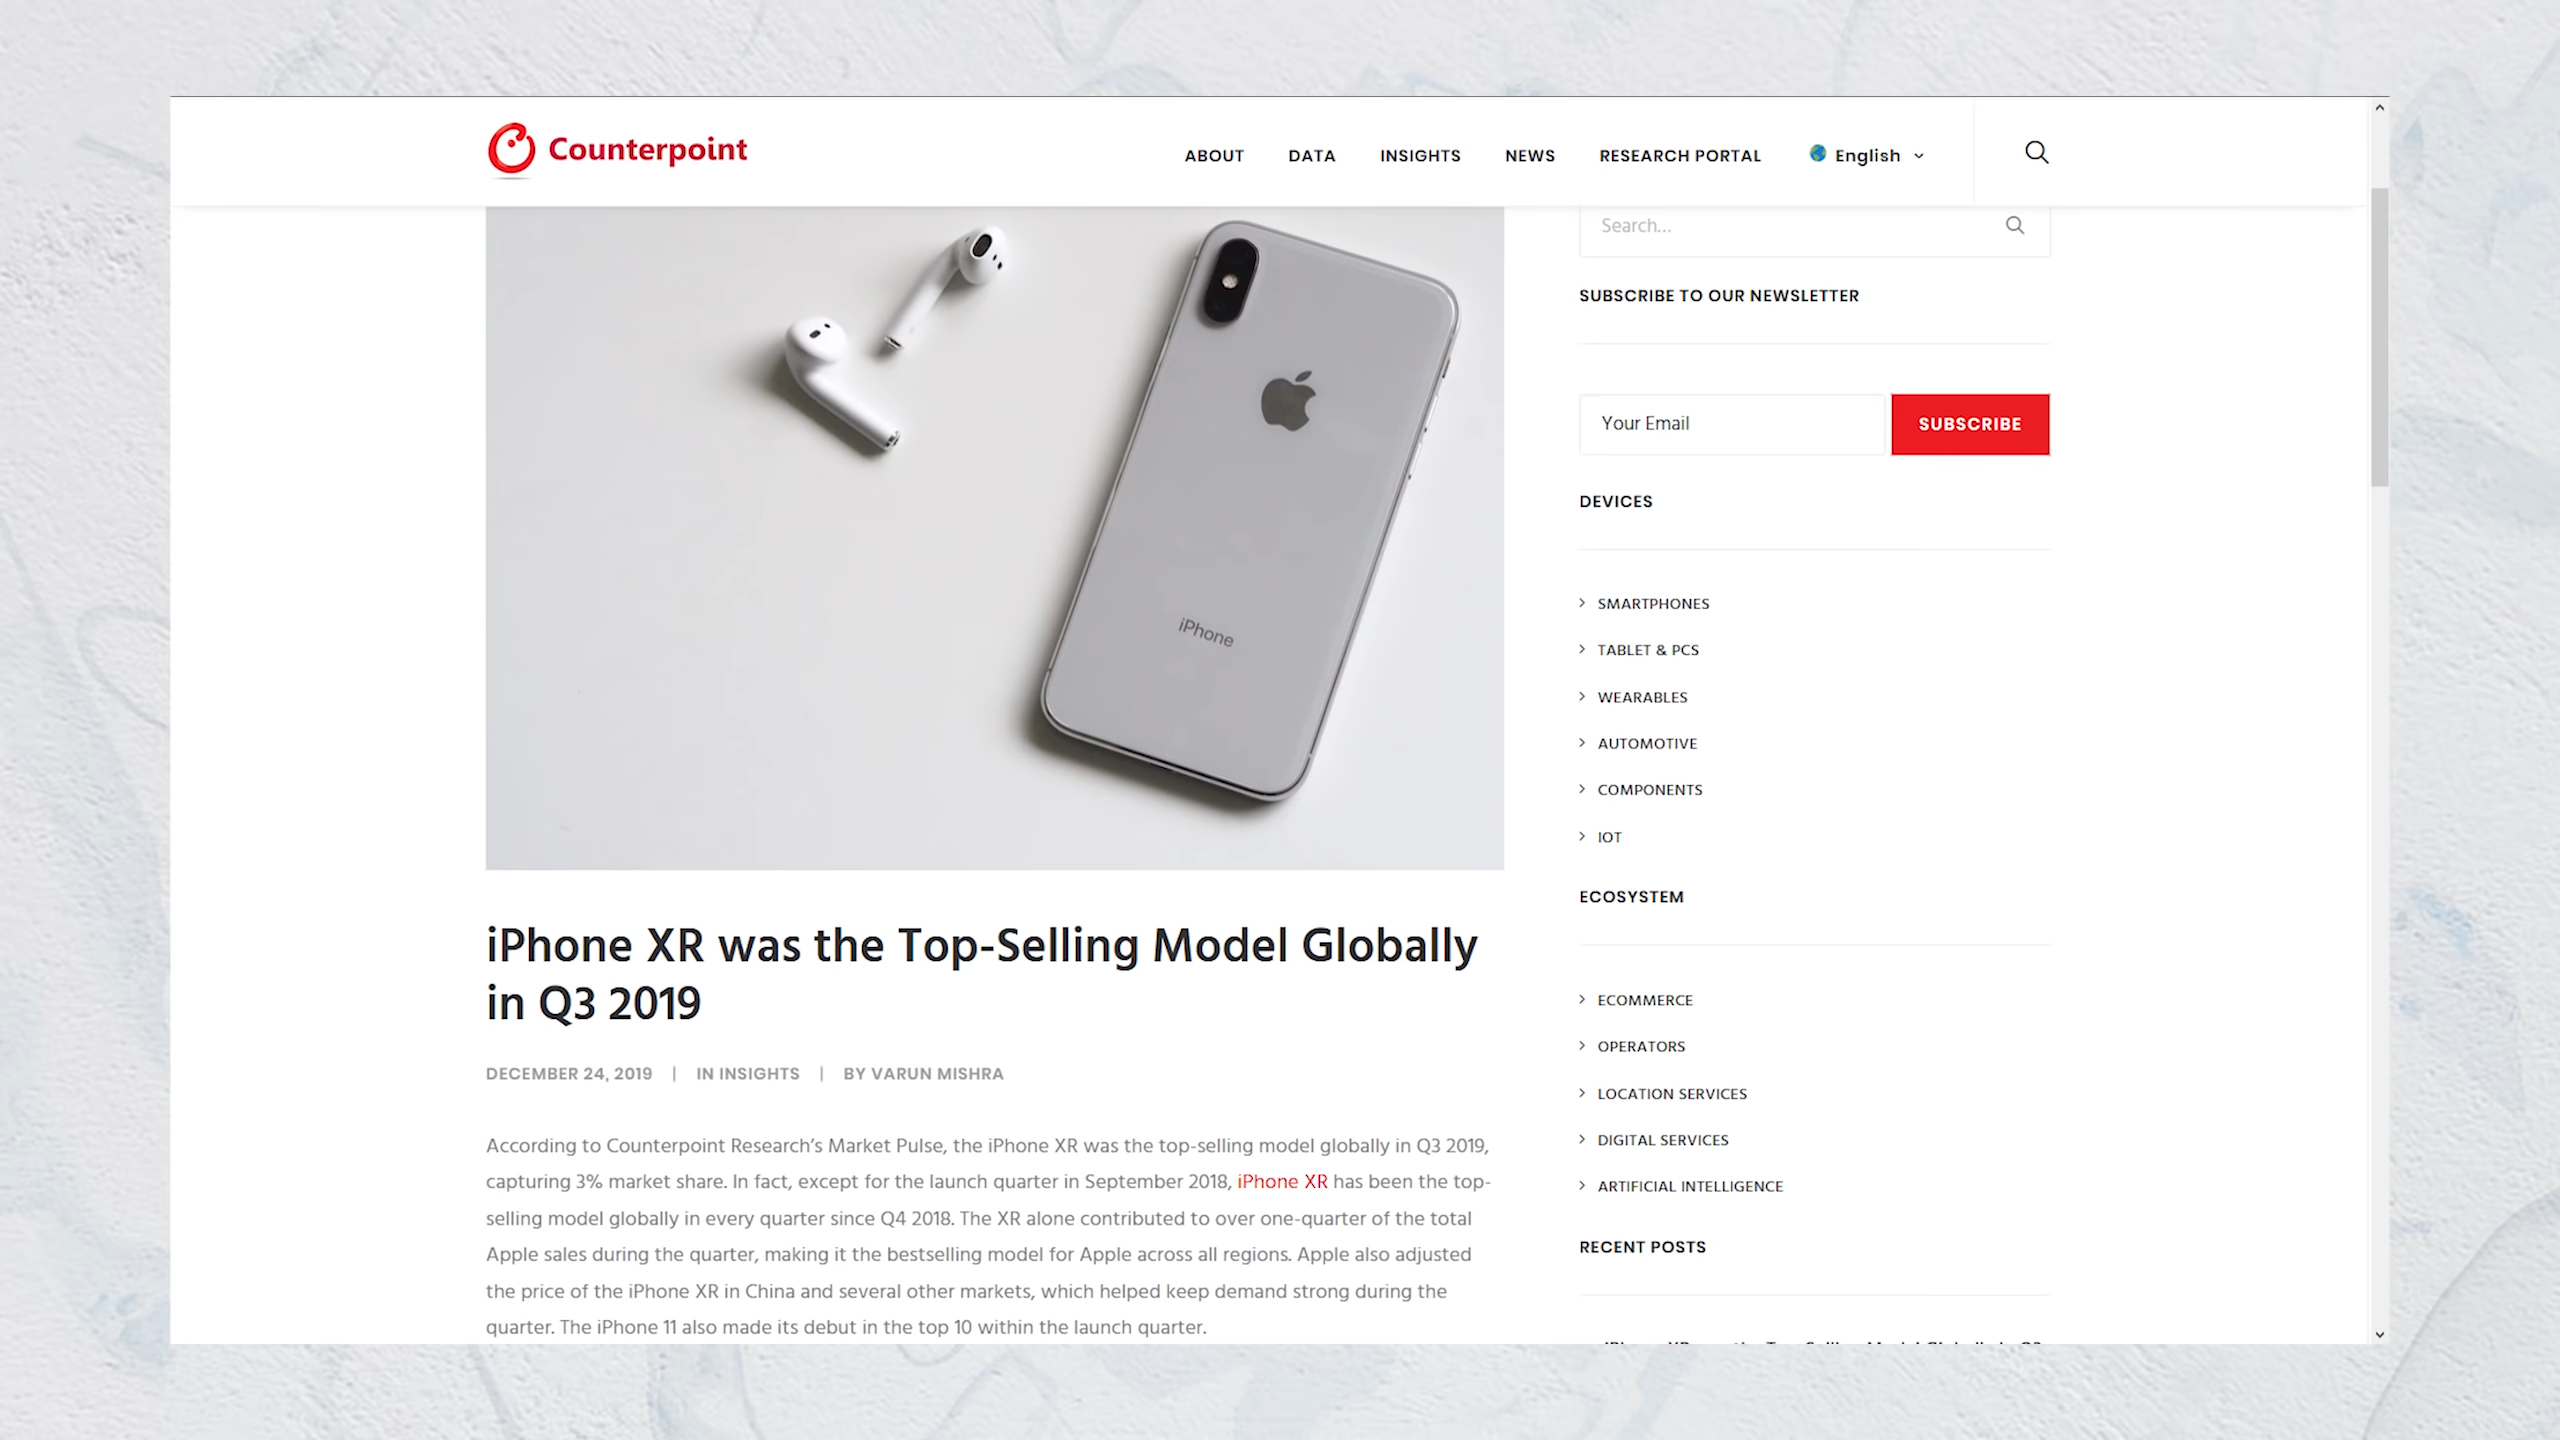 Counterpoint
ABOUT
DATA
INSIGHTS
NEWS
RESEARCH PORTAL
English
iPhone
iPhone XR was the Top-Selling Model Globally
in Q3 2019
DECEMBER 24, 2019 | IN INSIGHTS | BY VARUN MISHRA
According to Counterpoint Research’s Market Pulse, the iPhone XR was the top-selling model globally in Q3 2019,
capturing 3% market share. In fact, except for the launch quarter in September 2018, iPhone XR has been the top-
selling model globally in every quarter since Q4 2018. The XR alone contributed to over one-quarter of the total
Apple sales during the quarter, making it the bestselling model for Apple across all regions. Apple also adjusted
the price of the iPhone XR in China and several other markets, which helped keep demand strong during the
quarter. The iPhone 11 also made its debut in the top 10 within the launch quarter.
Search...
SUBSCRIBE TO OUR NEWSLETTER
Your Email
SUBSCRIBE
DEVICES
SMARTPHONES
TABLET & PCS
WEARABLES
AUTOMOTIVE
COMPONENTS
IOT
ECOSYSTEM
ECOMMERCE
OPERATORS
LOCATION SERVICES
DIGITAL SERVICES
ARTIFICIAL INTELLIGENCE
RECENT POSTS